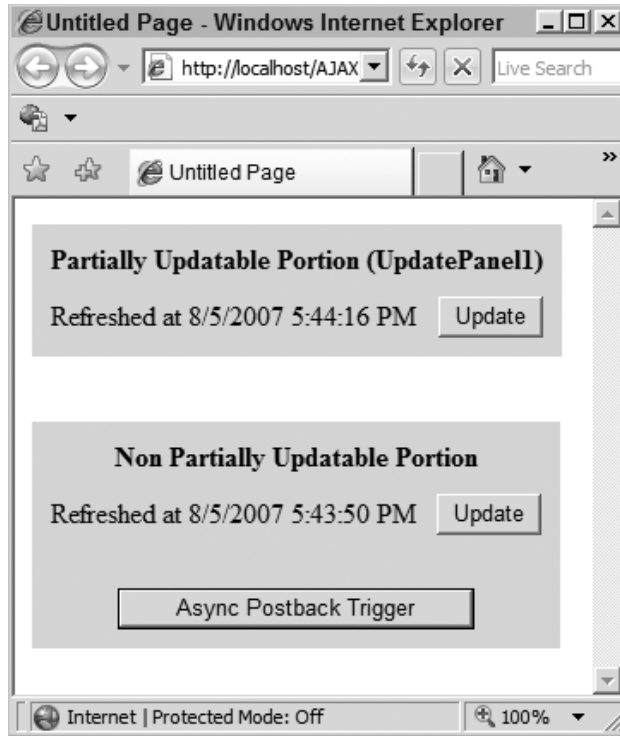 Untitled Page - Windows Internet Explorer
http://localhost/AJAX
Live Search
Untitled Page
»
Partially Updatable Portion (UpdatePanel1)
Refreshed at 8/5/2007 5:44:16 PM Update
Non Partially Updatable Portion
Refreshed at 8/5/2007 5:43:50 PM Update
Async Postback Trigger
Internet | Protected Mode: Off 100%